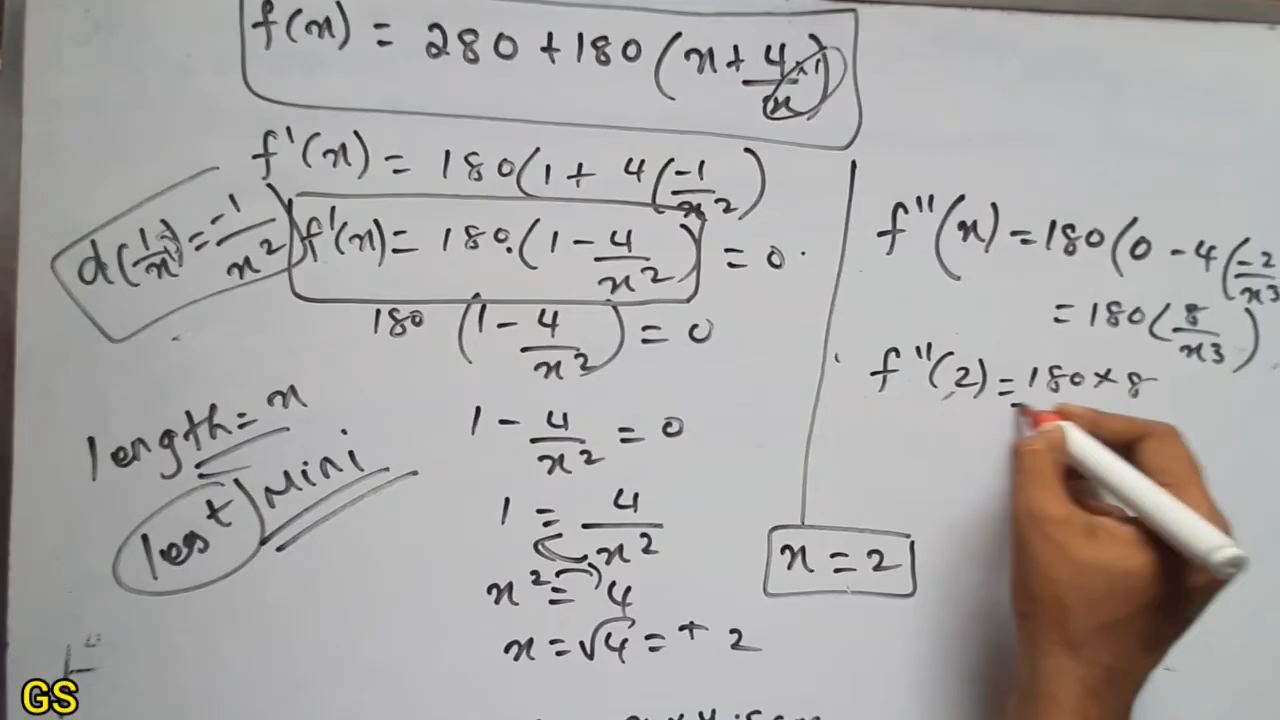 f(x) = 280 + 180 (x + 4/x)
f'(x) = 180(1 + 4(-1/x²)
d(1/x) = -1/x²
f'(x) = 180.(1 - 4/x²) = 0.
180 (1 - 4/x²) = 0
length = x
lost) Mini
1 - 4/x² = 0
1 = 4/x²
x² = 4
x = √4 = + 2
f''(x) = 180(0 - 4(-2/x3
= 180(8/x3)
f''(2) = 180 × 8
x = 2
GS